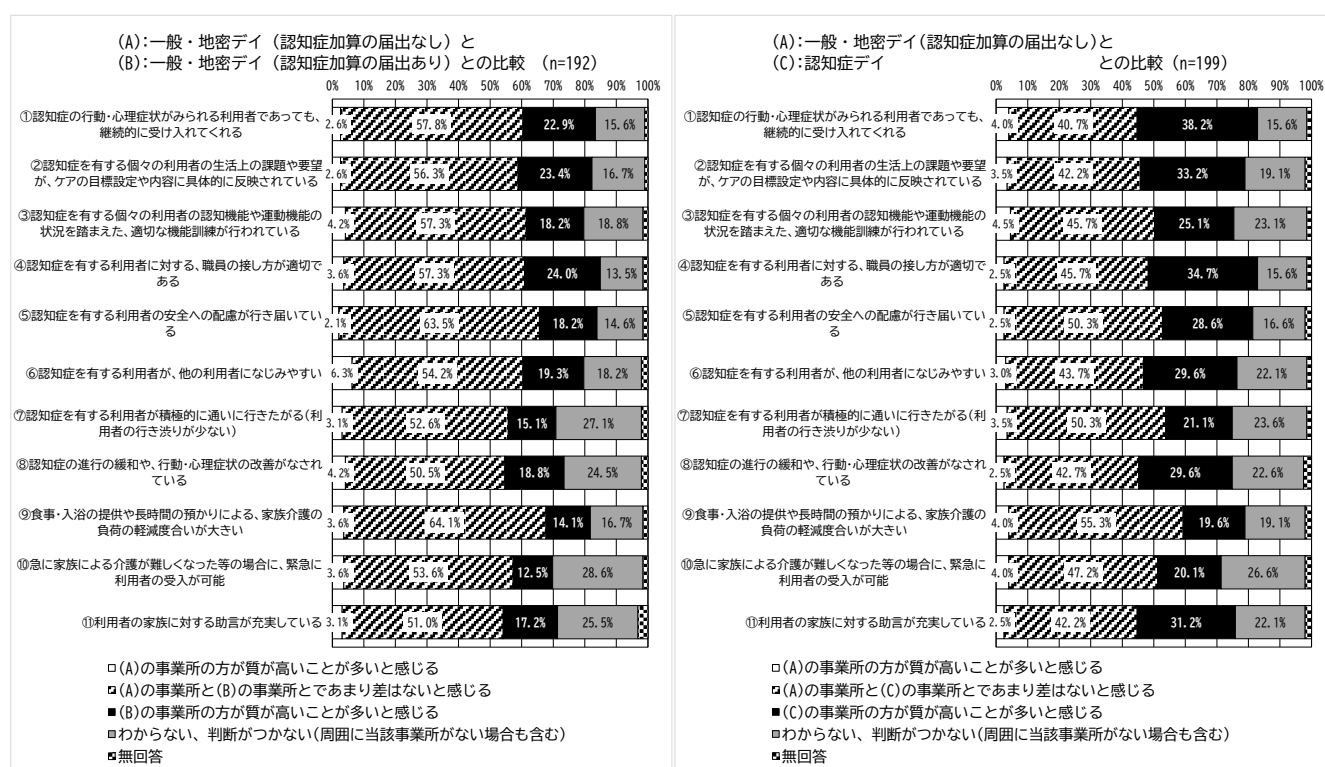 (A):一般・地密デイ（認知症加算の届出なし）と
(B):一般・地密デイ（認知症加算の届出あり）との比較 （n=192）
0% 10% 20% 30% 40% 50% 60% 70% 80% 90% 100%
①認知症の行動・心理症状がみられる利用者であっても、
継続的に受け入れてくれる
2.6% 57.8% 22.9% 15.6%
②認知症を有する個々の利用者の生活上の課題や要望
が、ケアの目標設定や内容に具体的に反映されている
2.6% 56.3% 23.4% 16.7%
③認知症を有する個々の利用者の認知機能や運動機能の
状況を踏まえた、適切な機能訓練が行われている
4.2% 57.3% 18.2% 18.8%
④認知症を有する利用者に対する、職員の接し方が適切で
ある
3.6% 57.3% 24.0% 13.5%
⑤認知症を有する利用者の安全への配慮が行き届いてい
る
2.1% 63.5% 18.2% 14.6%
⑥認知症を有する利用者が、他の利用者になじみやすい
6.3% 54.2% 19.3% 18.2%
⑦認知症を有する利用者が積極的に通いに行きたがる(利
用者の行き渋りが少ない)
3.1% 52.6% 15.1% 27.1%
⑧認知症の進行の緩和や、行動・心理症状の改善がなされ
ている
4.2% 50.5% 18.8% 24.5%
⑨食事・入浴の提供や長時間の預かりによる、家族介護の
負荷の軽減度合いが大きい
3.6% 64.1% 14.1% 16.7%
⑩急に家族による介護が難しくなった等の場合に、緊急に
利用者の受入が可能
3.6% 53.6% 12.5% 28.6%
⑪利用者の家族に対する助言が充実している
3.1% 51.0% 17.2% 25.5%
(A)の事業所の方が質が高いことが多いと感じる
(A)の事業所と(B)の事業所とであまり差はないと感じる
(B)の事業所の方が質が高いことが多いと感じる
わからない、判断がつかない(周囲に当該事業所がない場合も含む)
無回答
(A):一般・地密デイ(認知症加算の届出なし)と
(C):認知症デイ との比較（n=199）
0% 10% 20% 30% 40% 50% 60% 70% 80% 90% 100%
①認知症の行動・心理症状がみられる利用者であっても、
継続的に受け入れてくれる
4.0% 40.7% 38.2% 15.6%
②認知症を有する個々の利用者の生活上の課題や要望
が、ケアの目標設定や内容に具体的に反映されている
3.5% 42.2% 33.2% 19.1%
③認知症を有する個々の利用者の認知機能や運動機能の
状況を踏まえた、適切な機能訓練が行われている
4.5% 45.7% 25.1% 23.1%
④認知症を有する利用者に対する、職員の接し方が適切で
ある
2.5% 45.7% 34.7% 15.6%
⑤認知症を有する利用者の安全への配慮が行き届いてい
る
2.5% 50.3% 28.6% 16.6%
⑥認知症を有する利用者が、他の利用者になじみやすい
3.0% 43.7% 29.6% 22.1%
⑦認知症を有する利用者が積極的に通いに行きたがる(利
用者の行き渋りが少ない)
3.5% 50.3% 21.1% 23.6%
⑧認知症の進行の緩和や、行動・心理症状の改善がなされ
ている
2.5% 42.7% 29.6% 22.6%
⑨食事・入浴の提供や長時間の預かりによる、家族介護の
負荷の軽減度合いが大きい
4.0% 55.3% 19.6% 19.1%
⑩急に家族による介護が難しくなった等の場合に、緊急に
利用者の受入が可能
4.0% 47.2% 20.1% 26.6%
⑪利用者の家族に対する助言が充実している
2.5% 42.2% 31.2% 22.1%
(A)の事業所の方が質が高いことが多いと感じる
(A)の事業所と(C)の事業所とであまり差はないと感じる
(C)の事業所の方が質が高いことが多いと感じる
わからない、判断がつかない(周囲に当該事業所がない場合も含む)
無回答